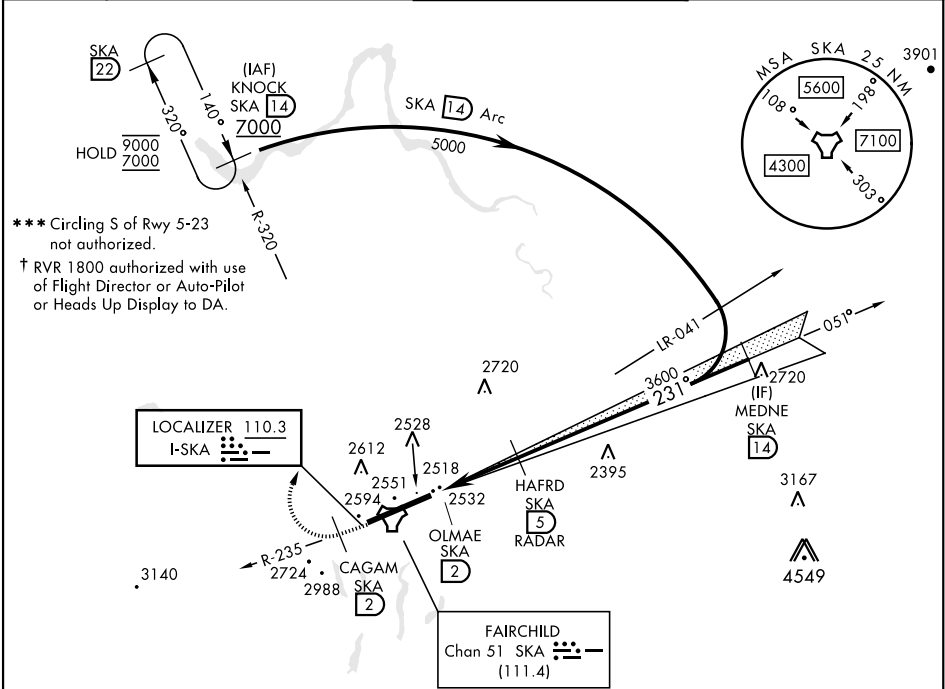 SKA
22
(IAF)
KNOCK
SKA 14
7000
140°
320°
HOLD 9000
7000
R-320
SKA 14 Arc
5000
MSA SKA 25 NM
3901
5600
108°
198°
7100
4300
303°
*** Circling S of Rwy 5-23
not authorized.
† RVR 1800 authorized with use
of Flight Director or Auto-Pilot
or Heads Up Display to DA.
LR-041
051°
3600
231°
2720
2720
(IF)
MEDNE
SKA
14
LOCALIZER 110.3
I-SKA
2528
2612
2518
2551
2594
2532
2395
HAFRD
SKA
5
RADAR
3167
4549
OLMAE
SKA
2
R-235
2724
2988
CAGAM
SKA
2
3140
FAIRCHILD
Chan 51 SKA
(111.4)